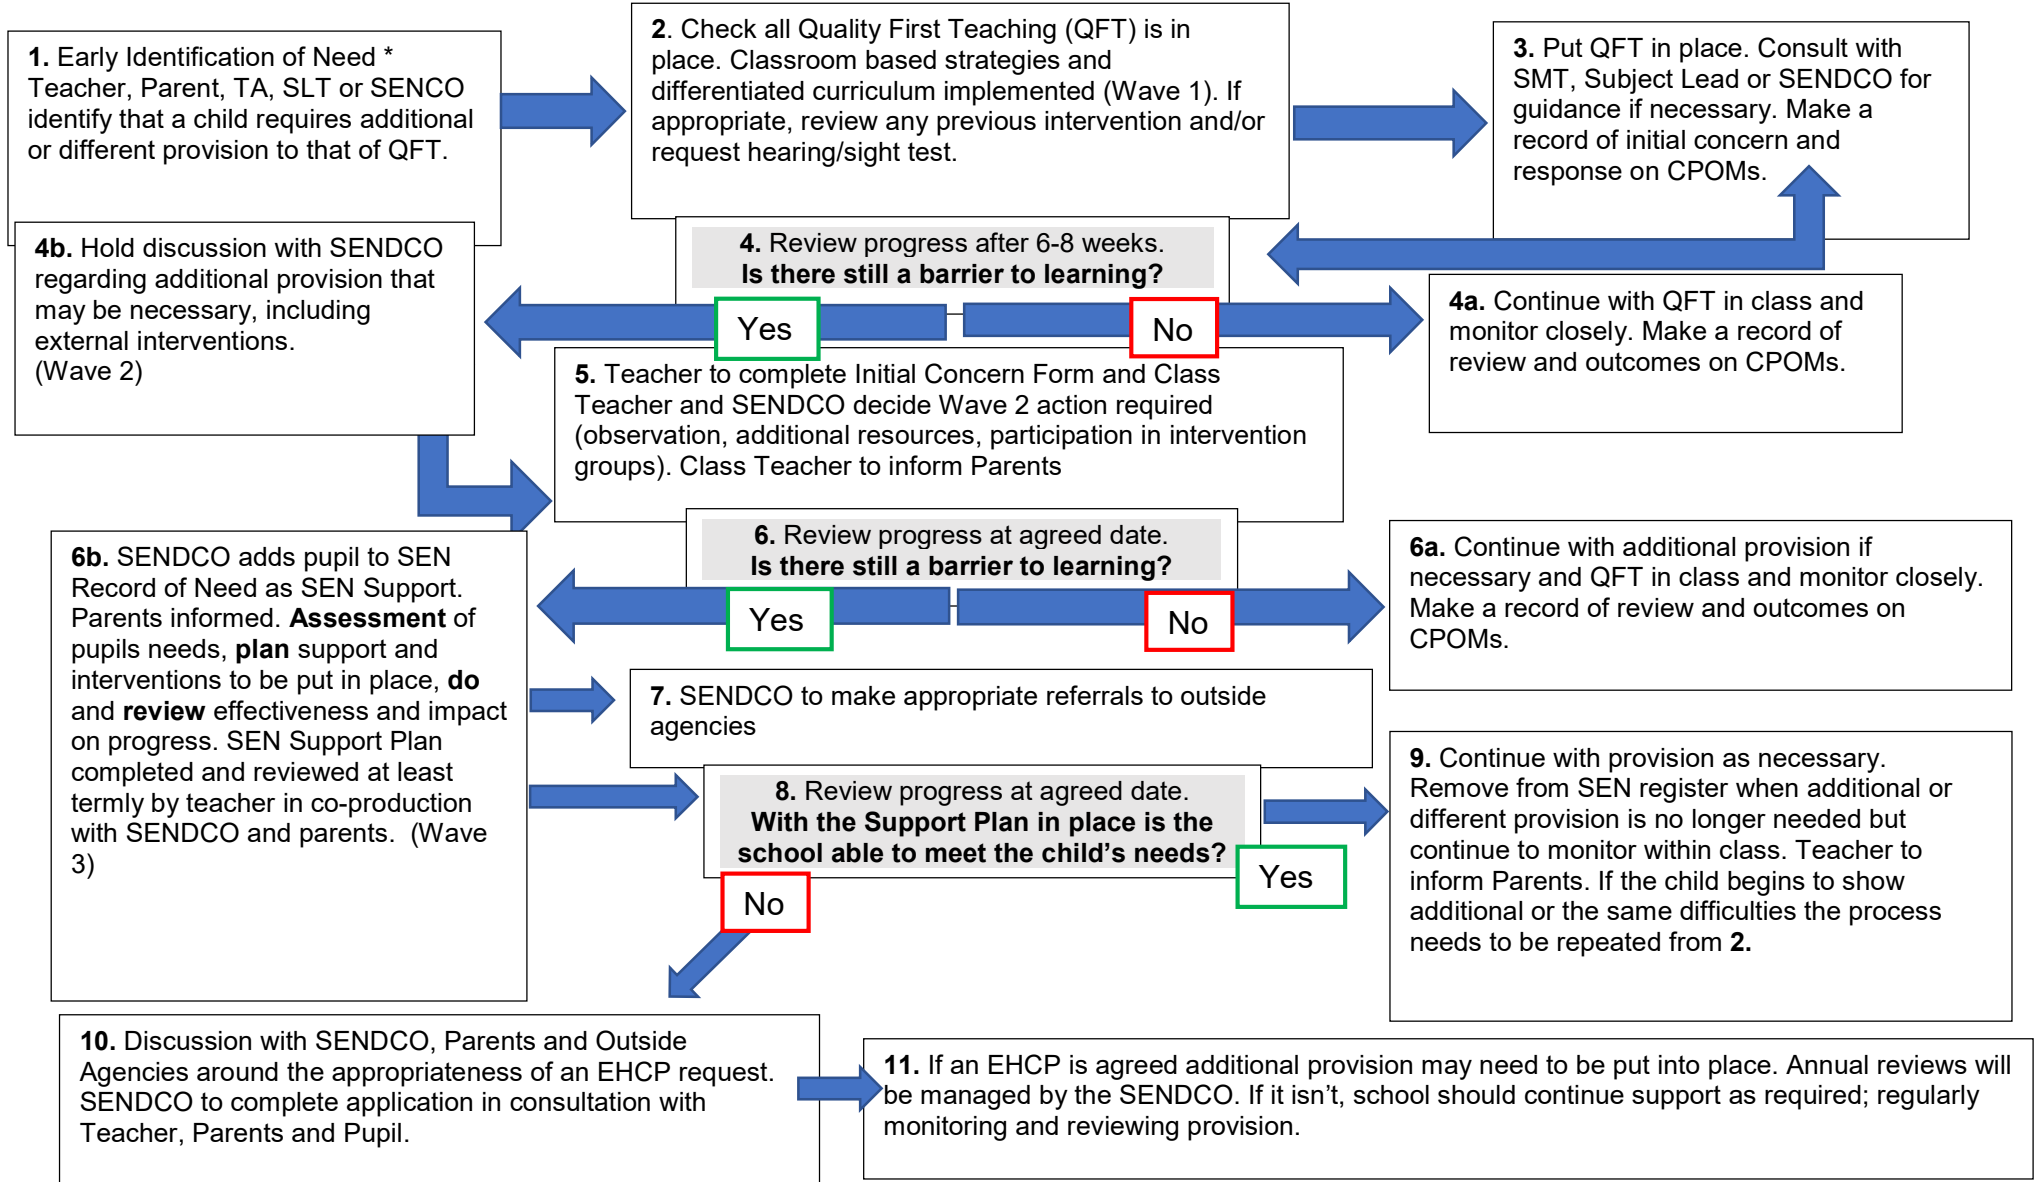 1. Early Identification of Need *
Teacher, Parent, TA, SLT or SENCO
identify that a child requires additional
or different provision to that of QFT.
2. Check all Quality First Teaching (QFT) is in
place. Classroom based strategies and
differentiated curriculum implemented (Wave 1). If
appropriate, review any previous intervention and/or
request hearing/sight test.
3. Put QFT in place. Consult with
SMT, Subject Lead or SENDCO for
guidance if necessary. Make a
record of initial concern and
response on CPOMs.
4. Review progress after 6-8 weeks.
Is there still a barrier to learning?
Yes
No
4a. Continue with QFT in class and
monitor closely. Make a record of
review and outcomes on CPOMs.
4b. Hold discussion with SENDCO
regarding additional provision that
may be necessary, including
external interventions.
(Wave 2)
5. Teacher to complete Initial Concern Form and Class
Teacher and SENDCO decide Wave 2 action required
(observation, additional resources, participation in intervention
groups). Class Teacher to inform Parents
6. Review progress at agreed date.
Is there still a barrier to learning?
Yes
No
6a. Continue with additional provision if
necessary and QFT in class and monitor closely.
Make a record of review and outcomes on
CPOMs.
6b. SENDCO adds pupil to SEN
Record of Need as SEN Support.
Parents informed. Assessment of
pupils needs, plan support and
interventions to be put in place, do
and review effectiveness and impact
on progress. SEN Support Plan
completed and reviewed at least
termly by teacher in co-production
with SENDCO and parents.  (Wave
3)
7. SENDCO to make appropriate referrals to outside
agencies
8. Review progress at agreed date.
With the Support Plan in place is the
school able to meet the child's needs?
Yes
No
9. Continue with provision as necessary.
Remove from SEN register when additional or
different provision is no longer needed but
continue to monitor within class. Teacher to
inform Parents. If the child begins to show
additional or the same difficulties the process
needs to be repeated from 2.
10. Discussion with SENDCO, Parents and Outside
Agencies around the appropriateness of an EHCP request.
SENDCO to complete application in consultation with
Teacher, Parents and Pupil.
11. If an EHCP is agreed additional provision may need to be put into place. Annual reviews will
be managed by the SENDCO. If it isn't, school should continue support as required; regularly
monitoring and reviewing provision.